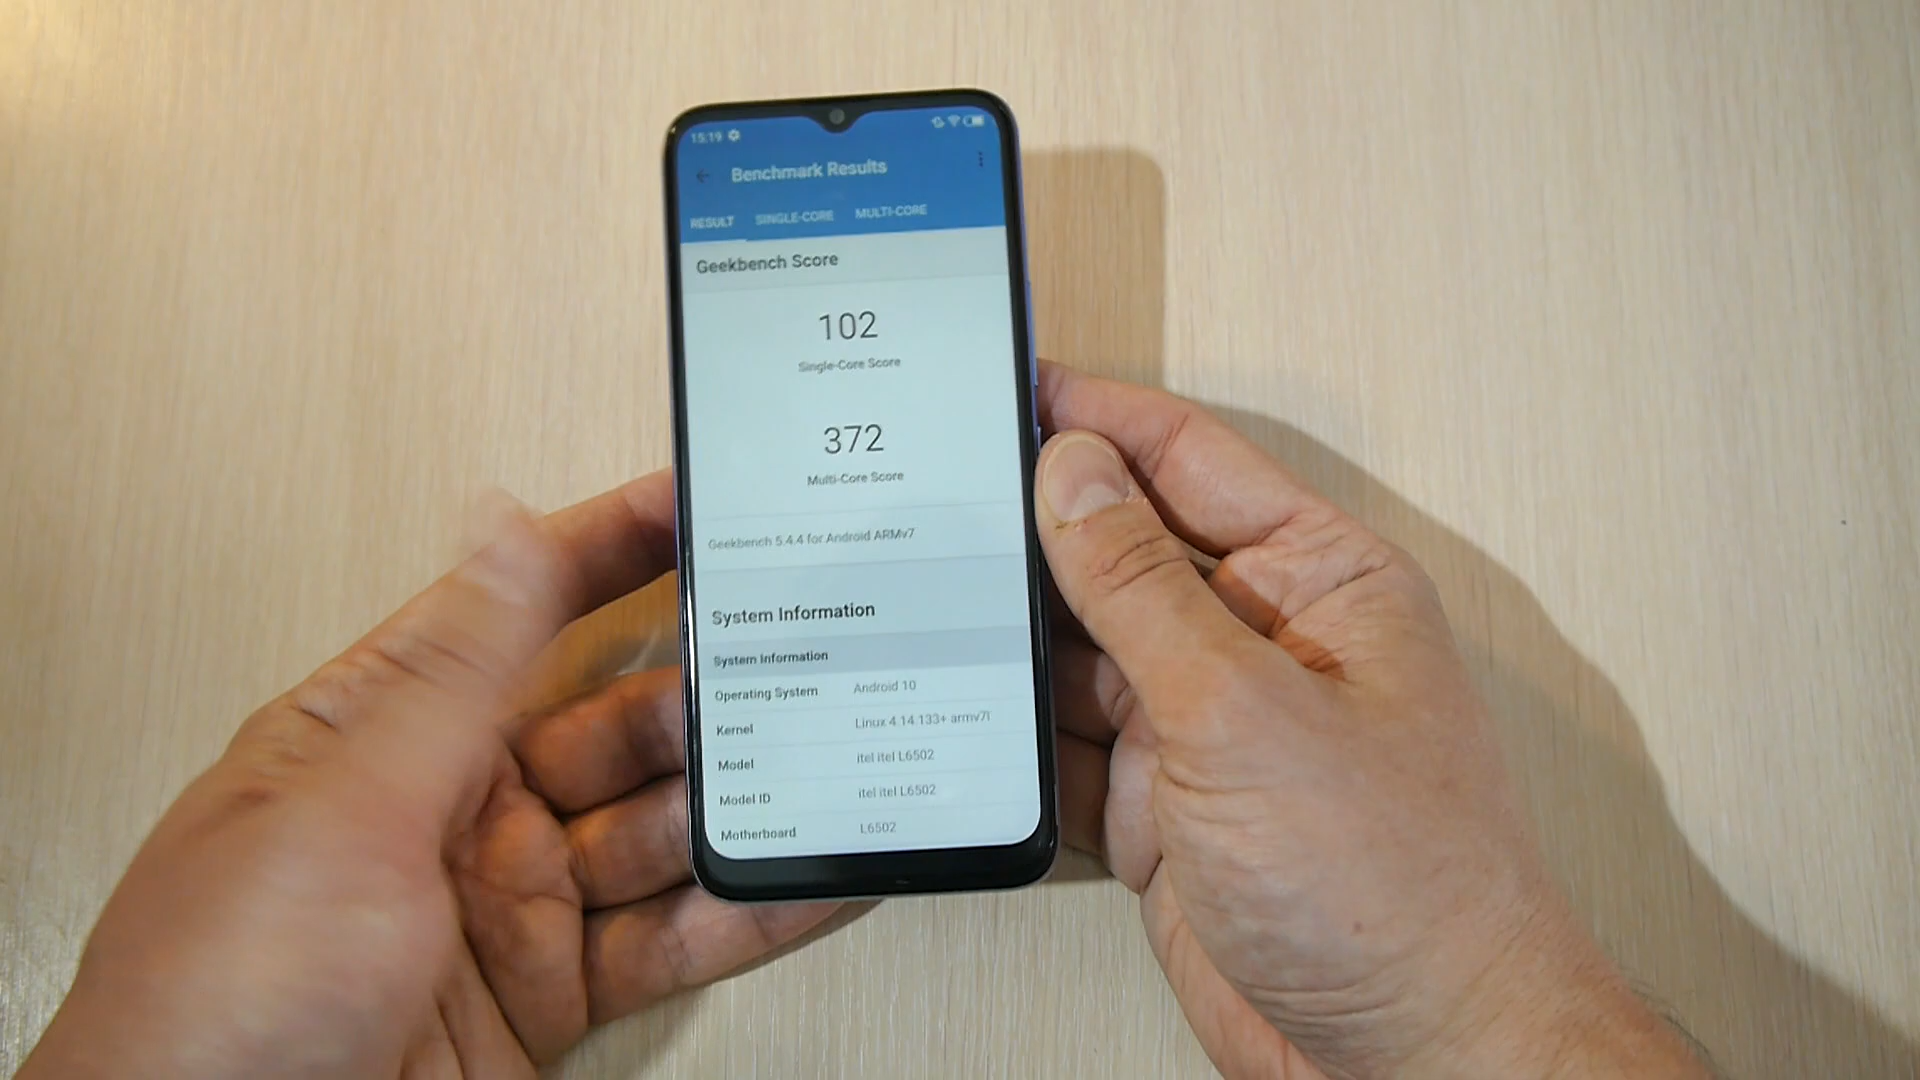 15:19
Benchmark Results
RESULT SINGLE-CORE MULTI-CORE
Geekbench Score
102
Single-Core Score
372
Multi-Core Score
Geekbench 5.4.4 for Android ARMv7
System Information
System Information
Operating System Android 10
Kernel Linux 4.14.133+ armv7l
Model itel itel L6502
Model ID itel itel L6502
Motherboard L6502